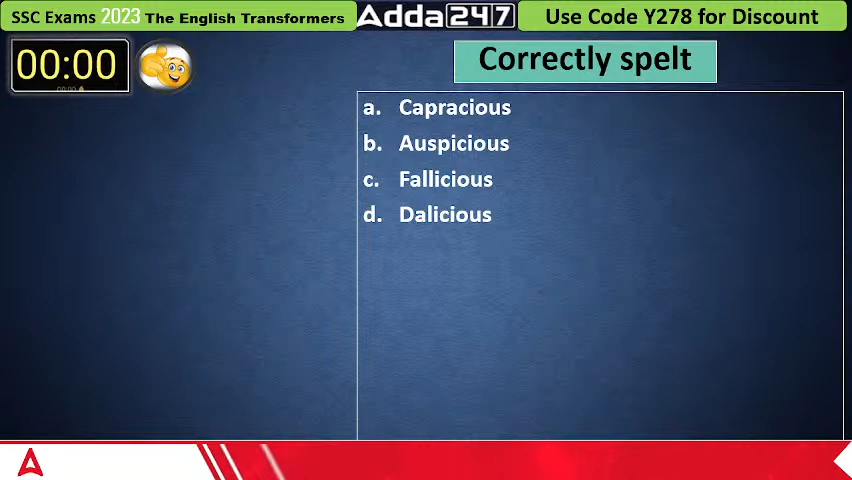 SSC Exams 2023 The English Transformers
Adda247
Use Code Y278 for Discount
00:00
Correctly spelt
a. Capracious
b. Auspicious
c. Fallicious
d. Dalicious